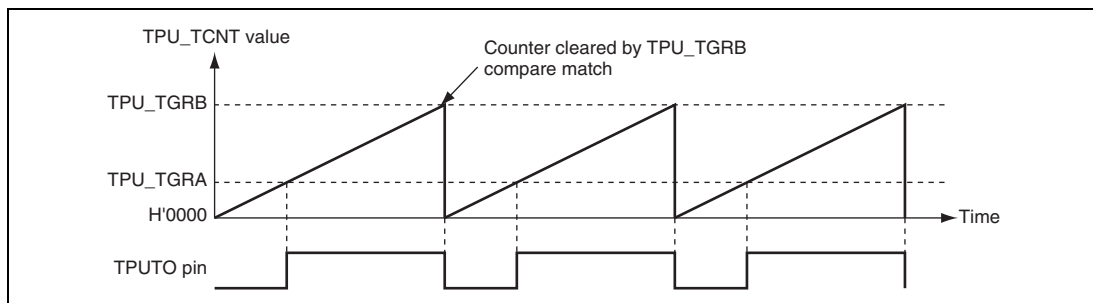 TPU_TCNT value
Counter cleared by TPU_TGRB
compare match
TPU_TGRB
TPU_TGRA
H'0000
Time
TPUTO pin